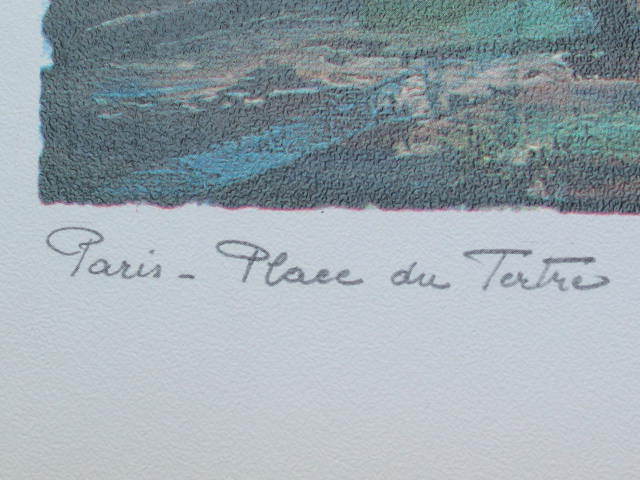 Paris - Place du Tertre